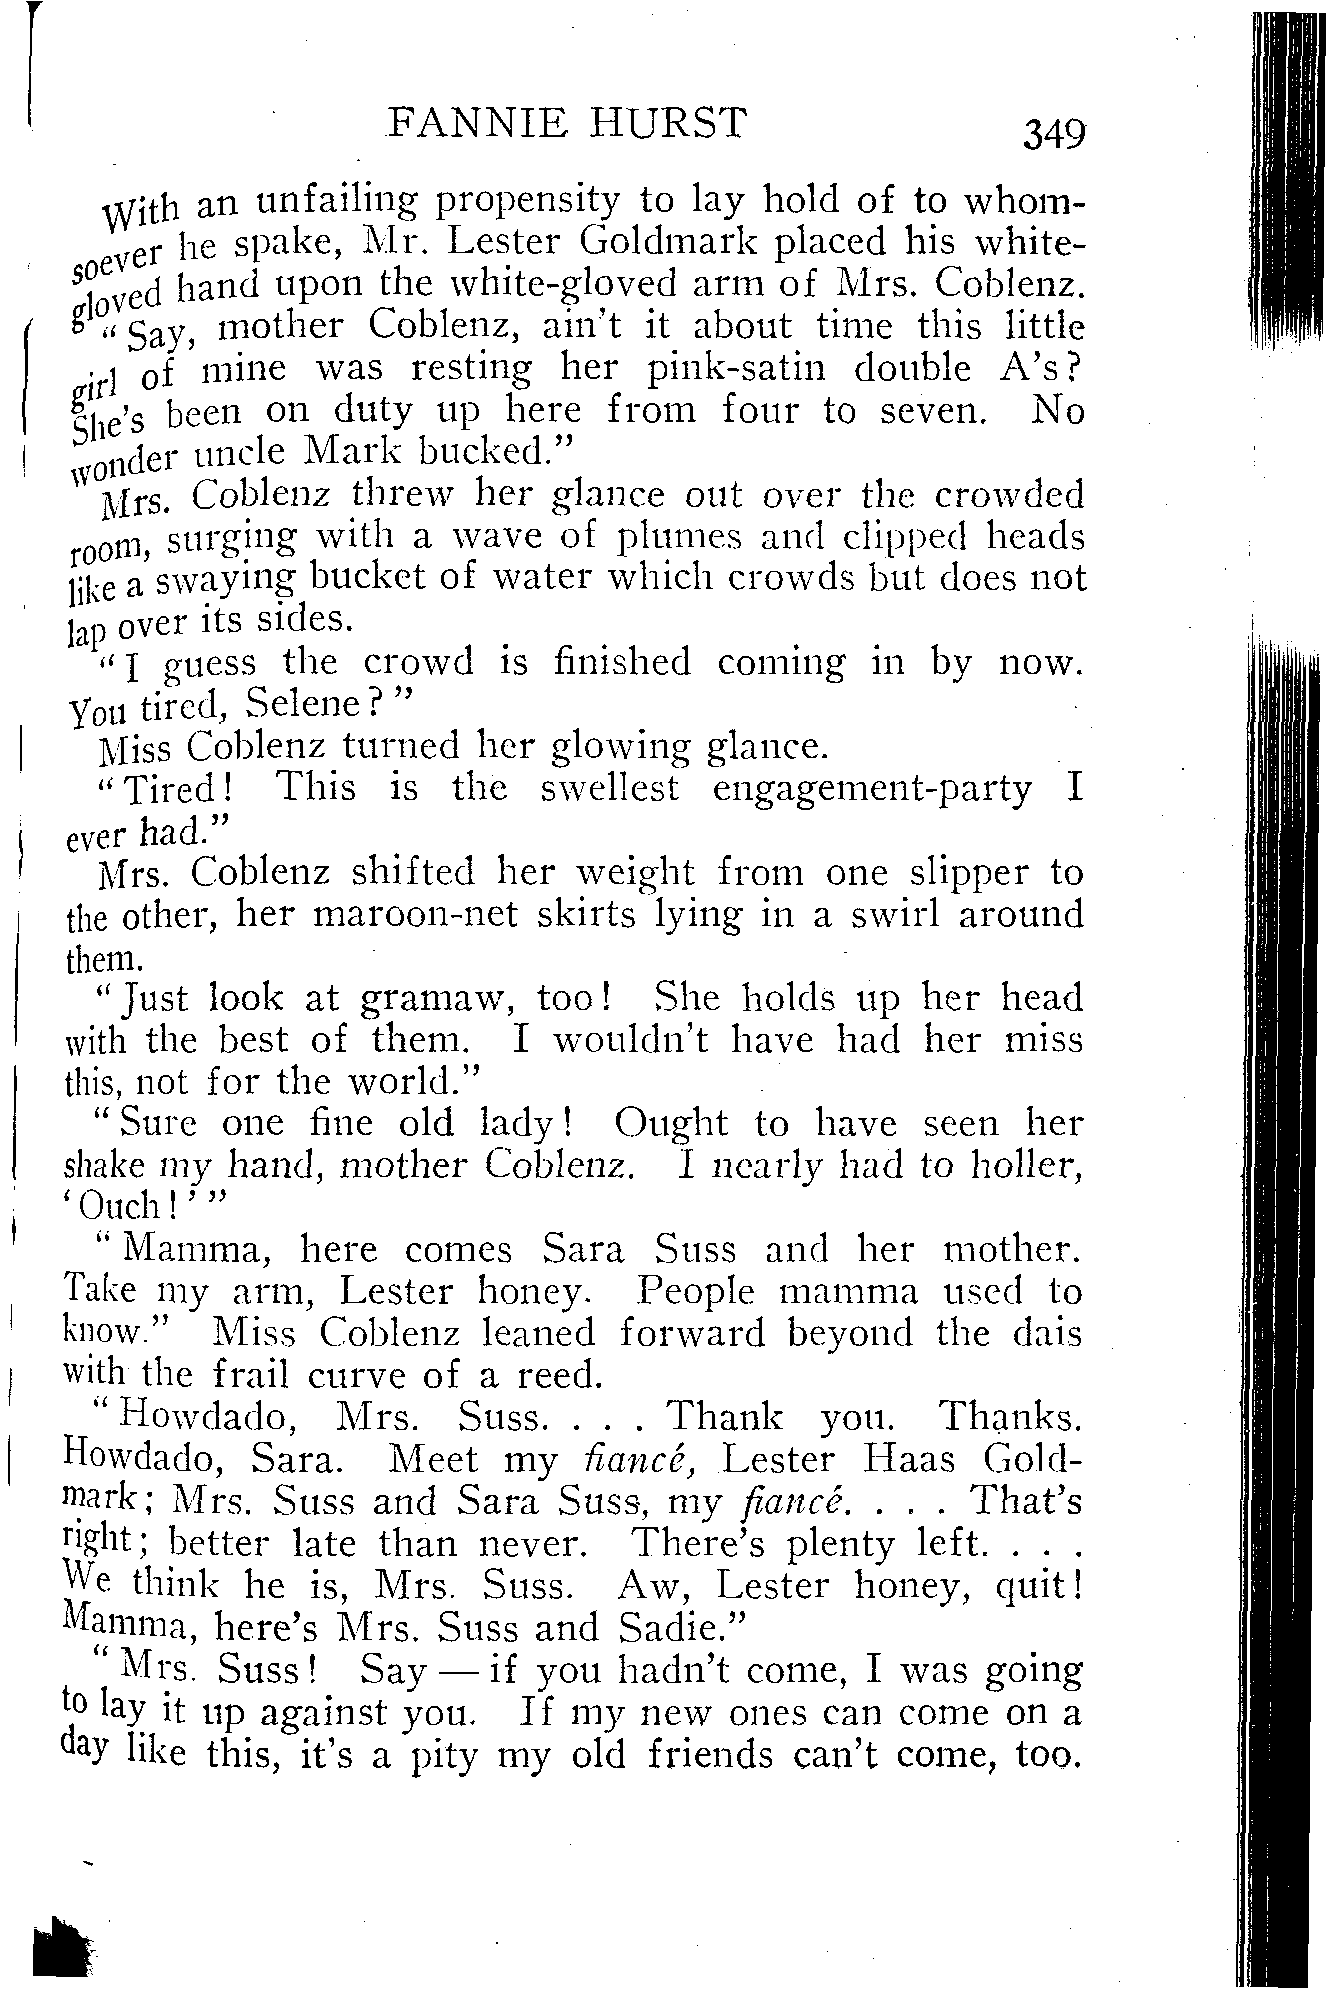 FANNIE HURST 349
With an unfailing propensity to lay hold of to whom-
soever he spake, Mr. Lester Goldmark placed his white-
gloved hand upon the white-gloved arm of Mrs. Coblenz.
"Say, mother Coblenz, ain't it about time this little
girl of mine was resting her pink-satin double A's?
She's been on duty up here from four to seven. No
wonder uncle Mark bucked."
Mrs. Coblenz threw her glance out over the crowded
room, surging with a wave of plumes and clipped heads
like a swaying bucket of water which crowds but does not
lap over its sides.
"I guess the crowd is finished coming in by now.
You tired, Selene?"
Miss Coblenz turned her glowing glance.
"Tired! This is the swellest engagement-party I
ever had."
Mrs. Coblenz shifted her weight from one slipper to
the other, her maroon-net skirts lying in a swirl around
them.
"Just look at gramaw, too! She holds up her head
with the best of them. I wouldn't have had her miss
this, not for the world."
"Sure one fine old lady! Ought to have seen her
shake my hand, mother Coblenz. I nearly had to holler,
'Ouch!'"
"Mamma, here comes Sara Suss and her mother.
Take my arm, Lester honey. People mamma used to
know." Miss Coblenz leaned forward beyond the dais
with the frail curve of a reed.
"Howdado, Mrs. Suss. . . . Thank you. Thanks.
Howdado, Sara. Meet my fiancé, Lester Haas Gold-
mark; Mrs. Suss and Sara Suss, my fiancé. . . . That's
right; better late than never. There's plenty left. . . .
We think he is, Mrs. Suss. Aw, Lester honey, quit!
Mamma, here's Mrs. Suss and Sadie."
"Mrs. Suss! Say — if you hadn't come, I was going
to lay it up against you. If my new ones can come on a
day like this, it's a pity my old friends can't come, too.